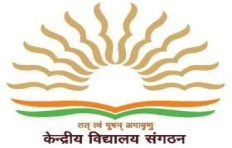 तत् त्वं पूषन् अपावृणु
केन्द्रीय विद्यालय संगठन